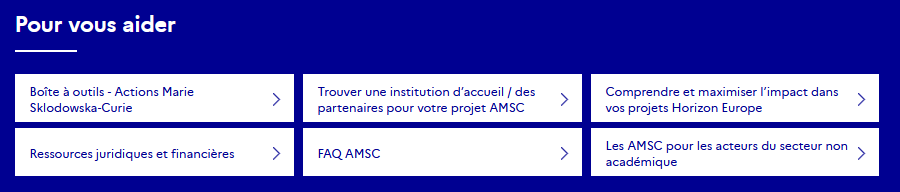 Pour vous aider
Boîte à outils - Actions Marie
Sklodowska-Curie
Trouver une institution d'accueil / des
partenaires pour votre projet AMSC
Comprendre et maximiser l'impact dans
vos projets Horizon Europe
Ressources juridiques et financières
FAQ AMSC
Les AMSC pour les acteurs du secteur non
académique